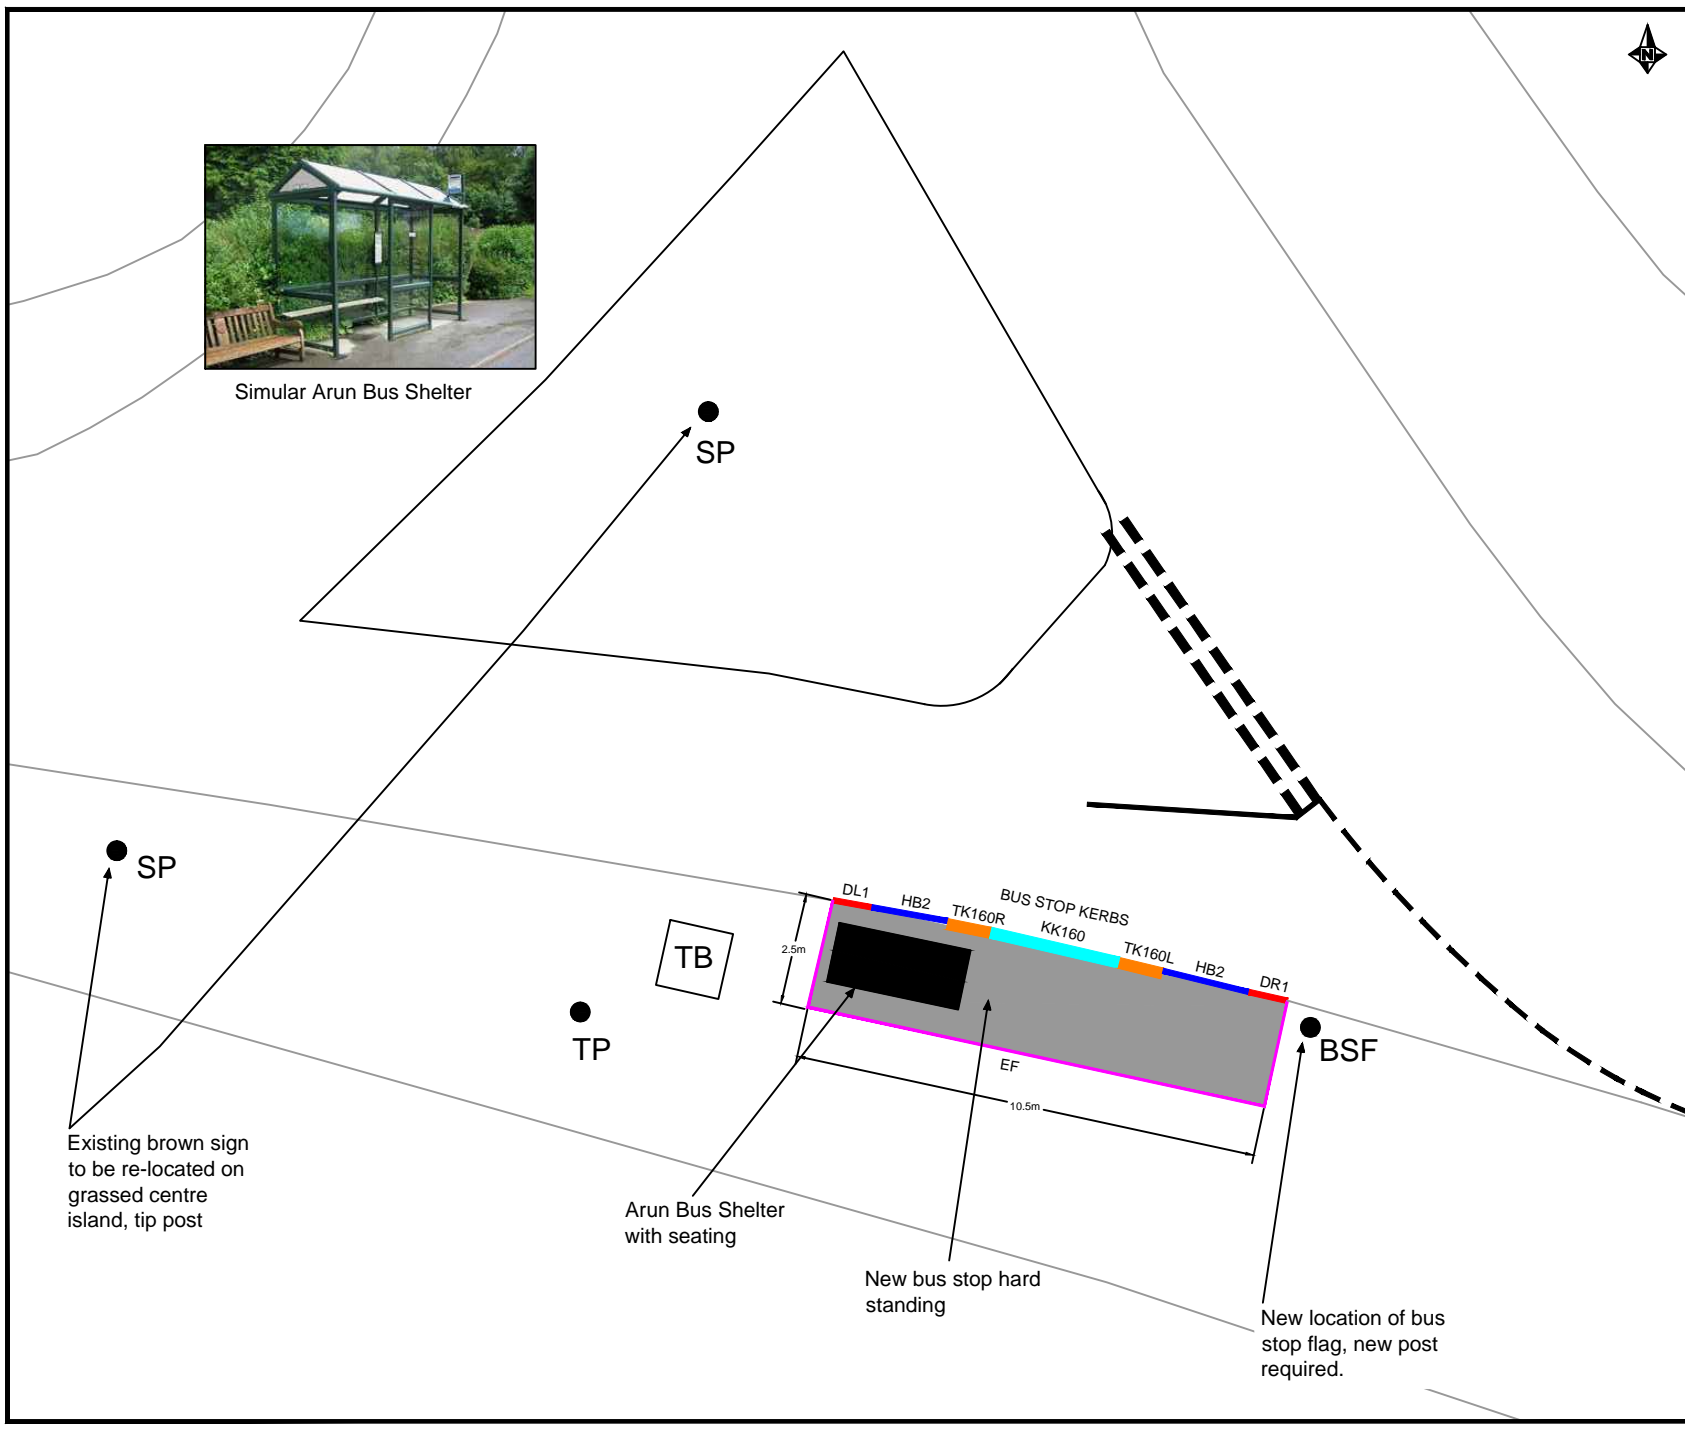 N
Simular Arun Bus Shelter
SP
SP
TB
TP
DL1
HB2
TK160R
BUS STOP KERBS
KK160
TK160L
HB2
DR1
2.5m
BSF
EF
10.5m
Existing brown sign
to be re-located on
grassed centre
island, tip post
Arun Bus Shelter
with seating
New bus stop hard
standing
New location of bus
stop flag, new post
required.